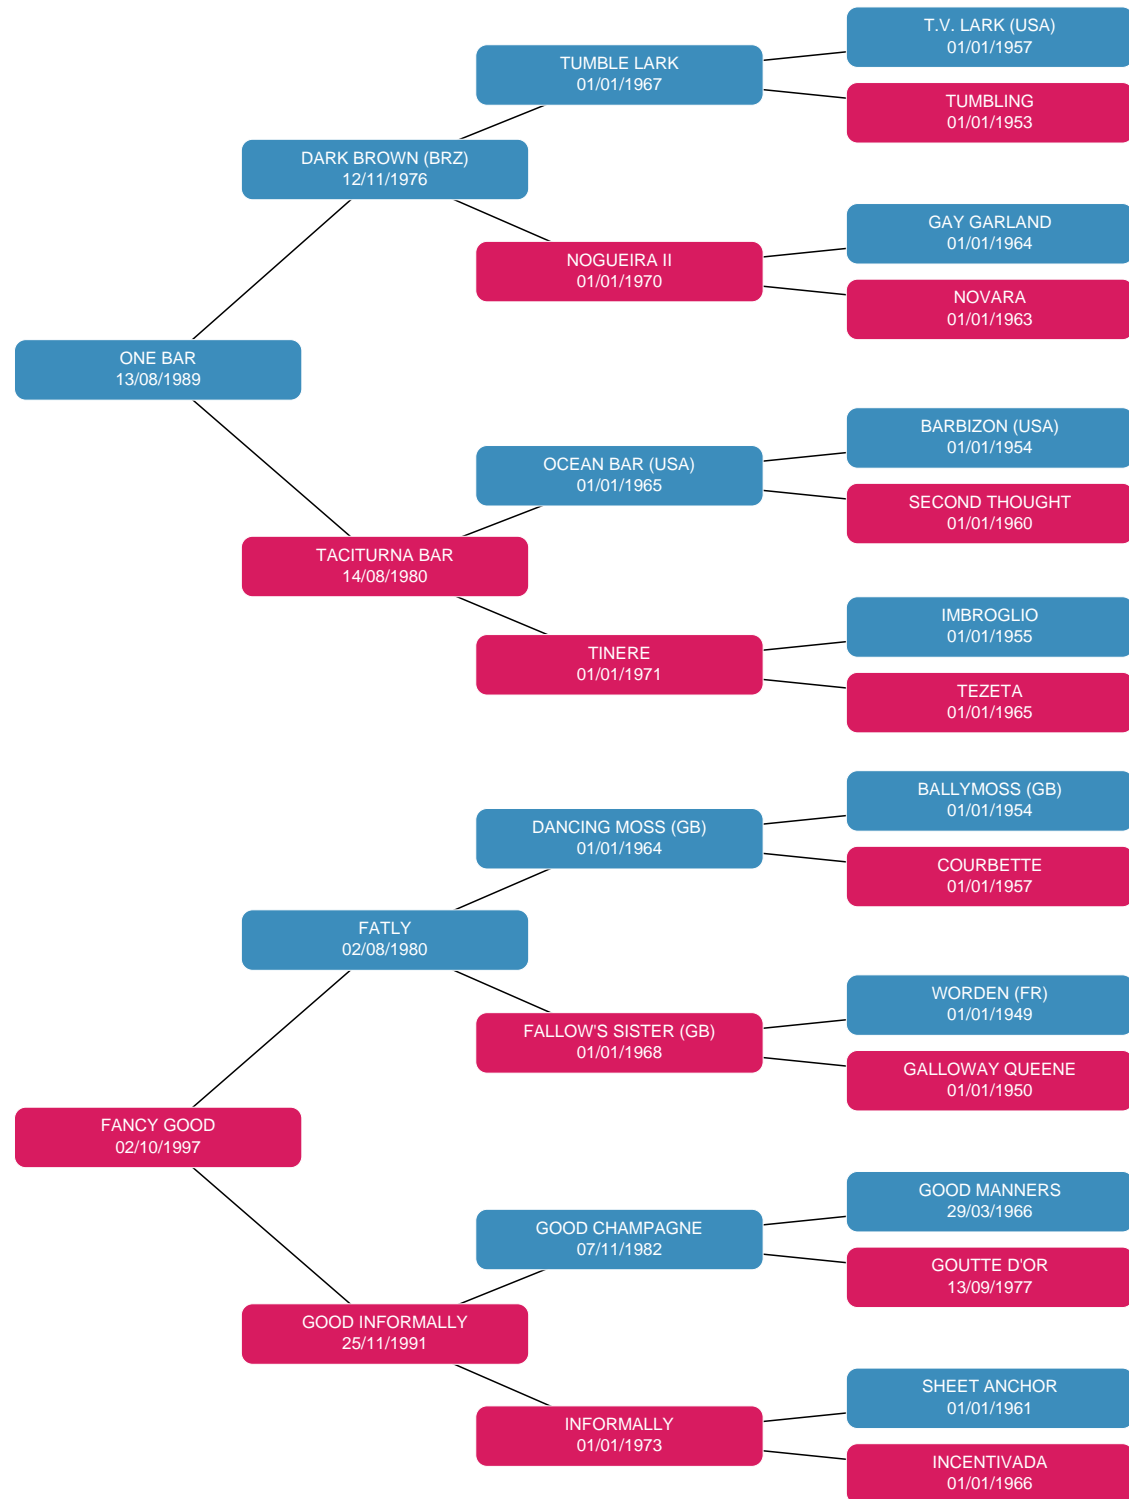 T.V. LARK (USA)
01/01/1957
TUMBLE LARK
01/01/1967
TUMBLING
01/01/1953
DARK BROWN (BRZ)
12/11/1976
GAY GARLAND
01/01/1964
NOGUEIRA II
01/01/1970
NOVARA
01/01/1963
ONE BAR
13/08/1989
BARBIZON (USA)
01/01/1954
OCEAN BAR (USA)
01/01/1965
SECOND THOUGHT
01/01/1960
TACITURNA BAR
14/08/1980
IMBROGLIO
01/01/1955
TINERE
01/01/1971
TEZETA
01/01/1965
BALLYMOSS (GB)
01/01/1954
DANCING MOSS (GB)
01/01/1964
COURBETTE
01/01/1957
FATLY
02/08/1980
WORDEN (FR)
01/01/1949
FALLOW'S SISTER (GB)
01/01/1968
GALLOWAY QUEENE
01/01/1950
FANCY GOOD
02/10/1997
GOOD MANNERS
29/03/1966
GOOD CHAMPAGNE
07/11/1982
GOUTTE D'OR
13/09/1977
GOOD INFORMALLY
25/11/1991
SHEET ANCHOR
01/01/1961
INFORMALLY
01/01/1973
INCENTIVADA
01/01/1966